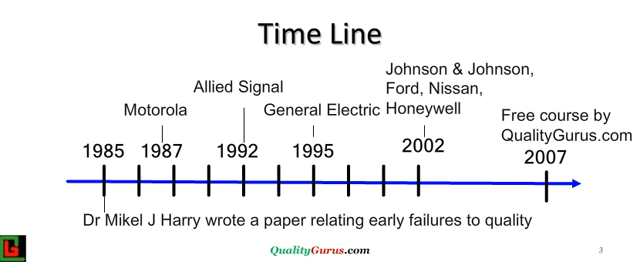 Time Line
Johnson & Johnson,
Ford, Nissan,
Honeywell
Allied Signal
Motorola
General Electric
Free course by
QualityGurus.com
1985
1987
1992
1995
2002
2007
Dr Mikel J Harry wrote a paper relating early failures to quality
QualityGurus.com
3